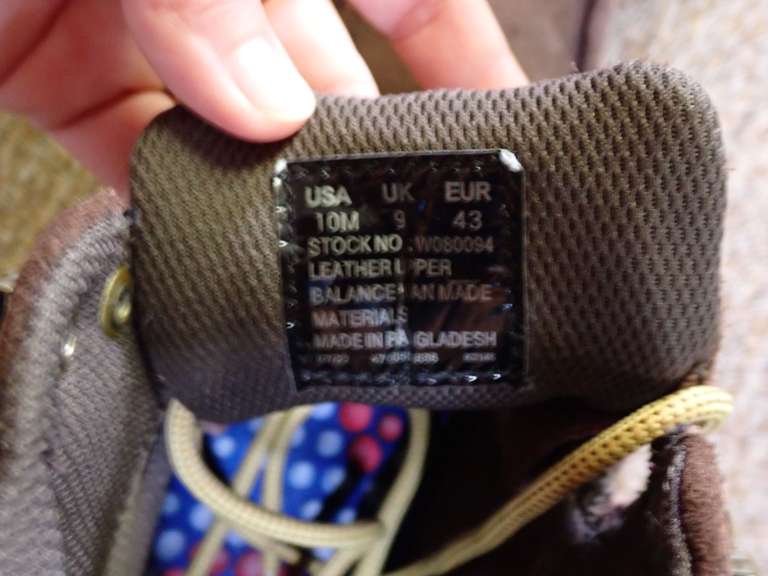 USA UK EUR
10M 9 43
STOCK NO : W080094
LEATHER UPPER
BALANCE MAN MADE
MATERIALS
MADE IN BANGLADESH